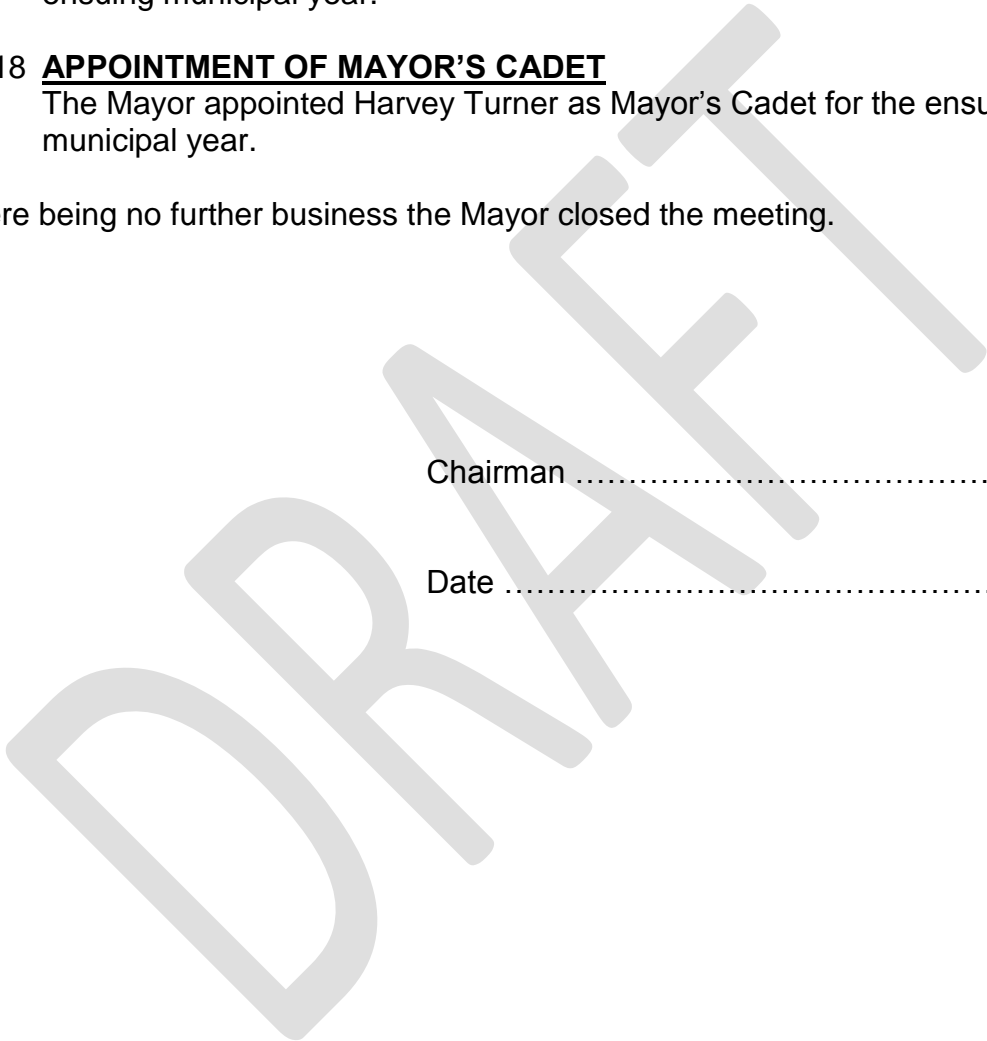 ensuing municipal year.
18 APPOINTMENT OF MAYOR’S CADET
The Mayor appointed Harvey Turner as Mayor’s Cadet for the ensu
municipal year.
re being no further business the Mayor closed the meeting.
Chairman …………………………………
Date ………………………………………
DRAFT